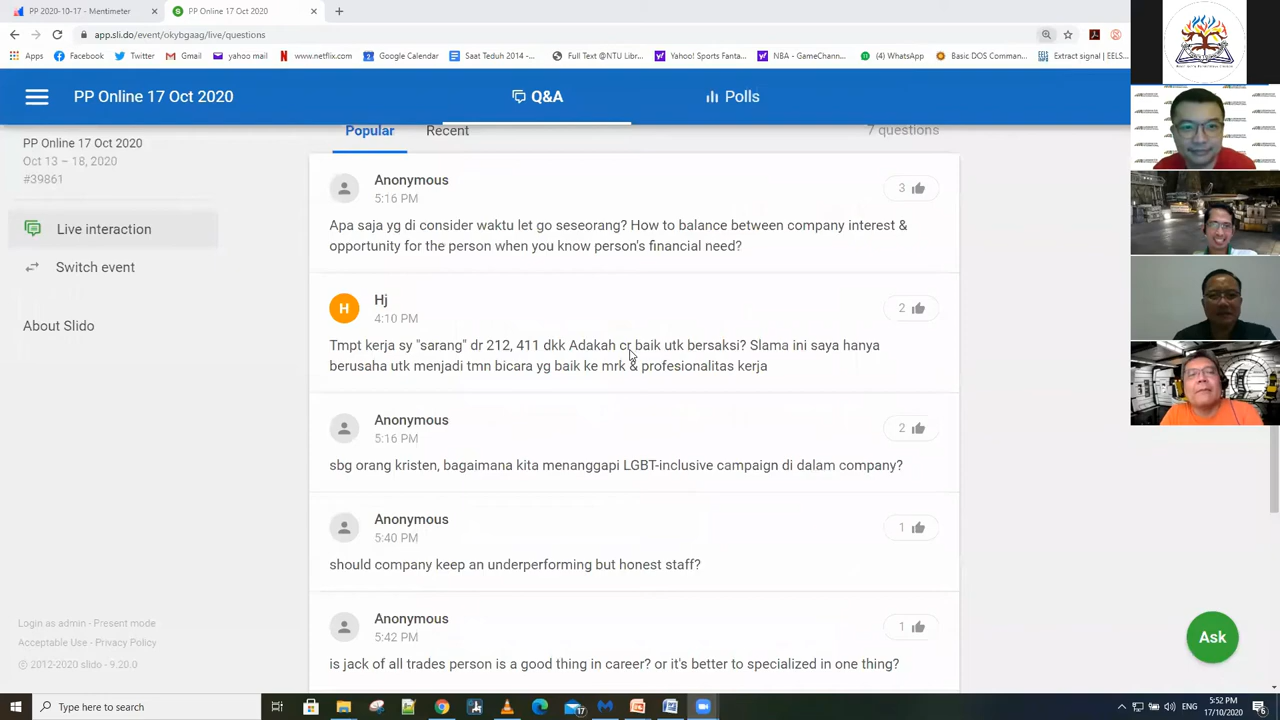 PP 2020-10-17 - Mentimeter
PP Online 17 Oct 2020
app.sli.do/event/okybgaag/live/questions
Apps Facebook Twitter Gmail yahoo mail www.netflix.com Google Calendar Saat Teduh 2014 -... Full Text @NTU Libr... Yahoo! Sports Fanta... NBA - GameChann... Basic DOS Comman... Extract signal | EELS...
PP Online 17 Oct 2020
Q&A
Polls
PP Online 17 Oct 2020
Oct 13 – 18, 2020
#39861
Live interaction
Switch event
About Slido
Popular Recent 7 questions
Anonymous
5:16 PM
3
Apa saja yg di consider waktu let go seseorang? How to balance between company interest &
opportunity for the person when you know person's financial need?
H
Hj
4:10 PM
2
Tmpt kerja sy "sarang" dr 212, 411 dkk Adakah cr baik utk bersaksi? Slama ini saya hanya
berusaha utk menjadi tmn bicara yg baik ke mrk & profesionalitas kerja
Anonymous
5:16 PM
2
sbg orang kristen, bagaimana kita menanggapi LGBT-inclusive campaign di dalam company?
Anonymous
5:40 PM
1
should company keep an underperforming but honest staff?
Anonymous
5:42 PM
1
is jack of all trades person is a good thing in career? or it's better to specialized in one thing?
Login as admin - Present mode
Acceptable Use - Privacy Policy
© 2012-2020 slido - 9.20.0
Ask
Type here to search
17
ENG
5:52 PM
17/10/2020
6